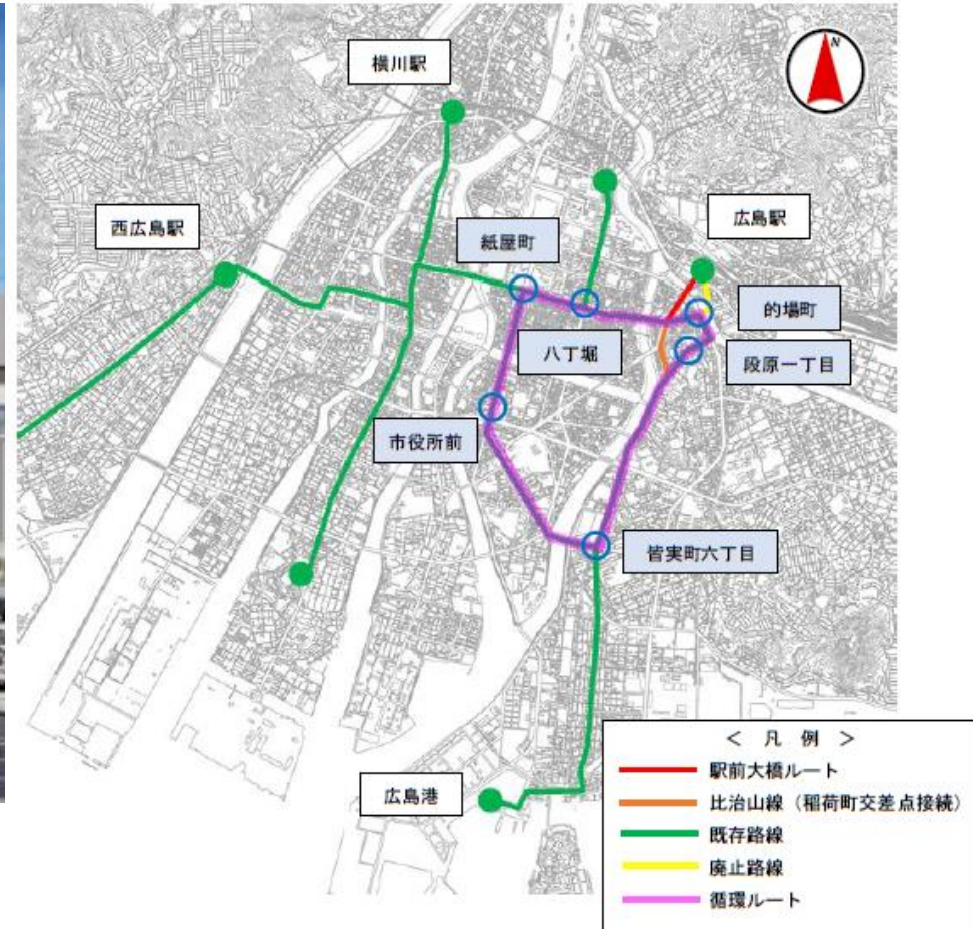 N
横川駅
西広島駅
紙屋町
広島駅
八丁堀
的場町
段原一丁目
市役所前
皆実町六丁目
広島港
＜ 凡 例 ＞
駅前大橋ルート
比治山線（稲荷町交差点接続）
既存路線
廃止路線
循環ルート